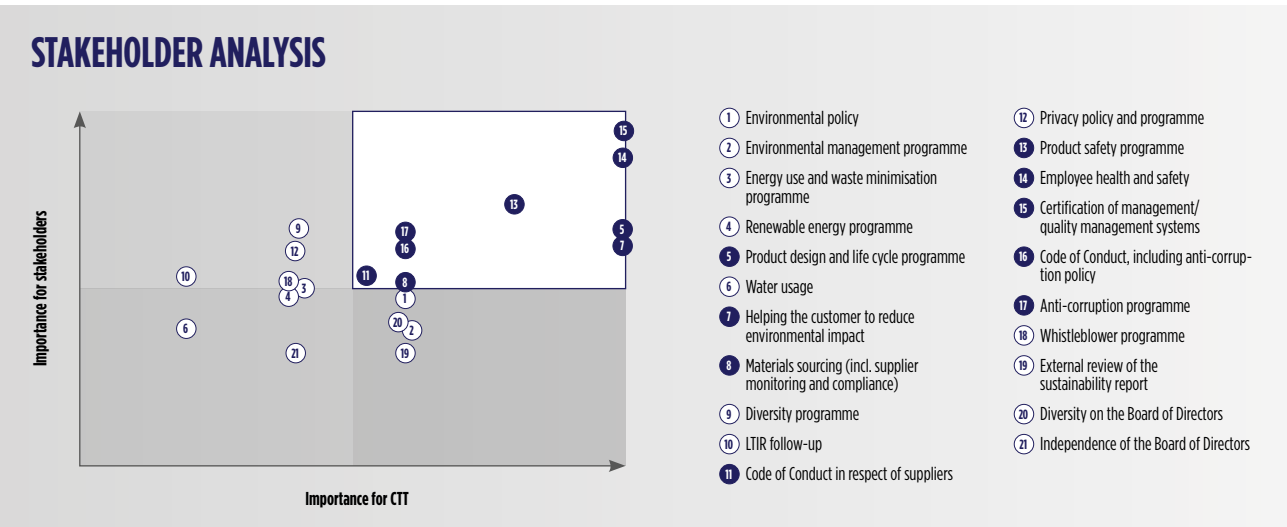 STAKEHOLDER ANALYSIS
Importance for stakeholders
Importance for CTT
15
14
13
9
17
5
16
7
12
10
11
18
8
3
4
1
20
2
6
21
19
1 Environmental policy
2 Environmental management programme
3 Energy use and waste minimisation
programme
4 Renewable energy programme
5 Product design and life cycle programme
6 Water usage
7 Helping the customer to reduce
environmental impact
8 Materials sourcing (incl. supplier
monitoring and compliance)
9 Diversity programme
10 LTIR follow-up
11 Code of Conduct in respect of suppliers
12 Privacy policy and programme
13 Product safety programme
14 Employee health and safety
15 Certification of management/
quality management systems
16 Code of Conduct, including anti-corrup-
tion policy
17 Anti-corruption programme
18 Whistleblower programme
19 External review of the
sustainability report
20 Diversity on the Board of Directors
21 Independence of the Board of Directors